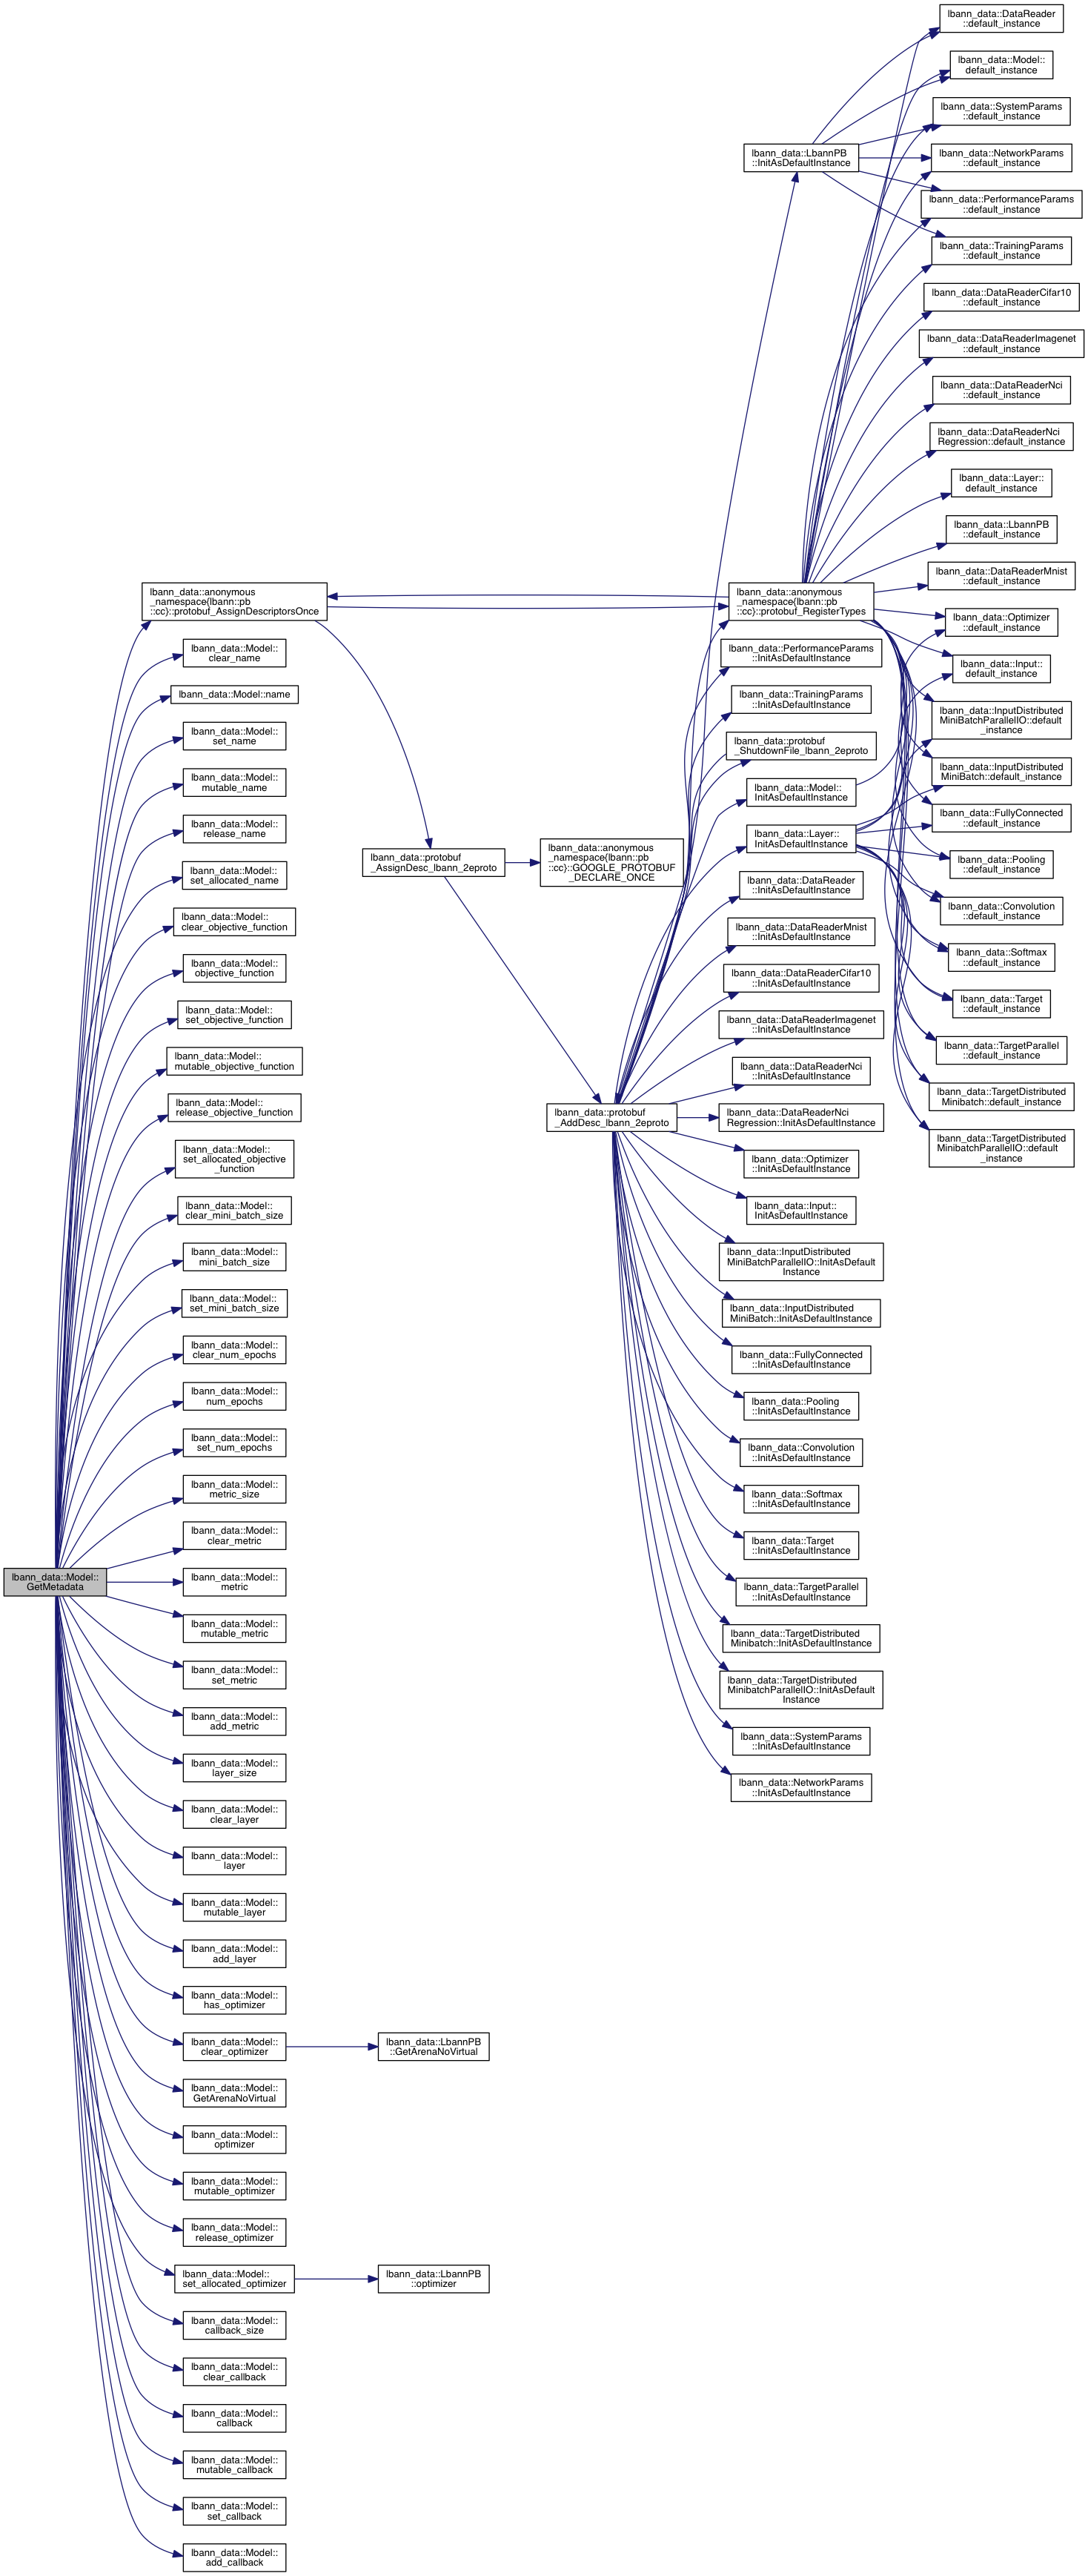 lbann_data::Model::
GetMetadata
lbann_data::anonymous
_namespace{lbann::pb
::cc}::protobuf_AssignDescriptorsOnce
lbann_data::Model::
clear_name
lbann_data::Model::name
lbann_data::Model::
set_name
lbann_data::Model::
mutable_name
lbann_data::Model::
release_name
lbann_data::Model::
set_allocated_name
lbann_data::Model::
clear_objective_function
lbann_data::Model::
objective_function
lbann_data::Model::
set_objective_function
lbann_data::Model::
mutable_objective_function
lbann_data::Model::
release_objective_function
lbann_data::Model::
set_allocated_objective
_function
lbann_data::Model::
clear_mini_batch_size
lbann_data::Model::
mini_batch_size
lbann_data::Model::
set_mini_batch_size
lbann_data::Model::
clear_num_epochs
lbann_data::Model::
num_epochs
lbann_data::Model::
set_num_epochs
lbann_data::Model::
metric_size
lbann_data::Model::
clear_metric
lbann_data::Model::
metric
lbann_data::Model::
mutable_metric
lbann_data::Model::
set_metric
lbann_data::Model::
add_metric
lbann_data::Model::
layer_size
lbann_data::Model::
clear_layer
lbann_data::Model::
layer
lbann_data::Model::
mutable_layer
lbann_data::Model::
add_layer
lbann_data::Model::
has_optimizer
lbann_data::Model::
clear_optimizer
lbann_data::Model::
GetArenaNoVirtual
lbann_data::Model::
optimizer
lbann_data::Model::
mutable_optimizer
lbann_data::Model::
release_optimizer
lbann_data::Model::
set_allocated_optimizer
lbann_data::Model::
callback_size
lbann_data::Model::
clear_callback
lbann_data::Model::
callback
lbann_data::Model::
mutable_callback
lbann_data::Model::
set_callback
lbann_data::Model::
add_callback
lbann_data::protobuf
_AssignDesc_lbann_2eproto
lbann_data::LbannPB
::GetArenaNoVirtual
lbann_data::LbannPB
::optimizer
lbann_data::anonymous
_namespace{lbann::pb
::cc}::GOOGLE_PROTOBUF
_DECLARE_ONCE
lbann_data::protobuf
_AddDesc_lbann_2eproto
lbann_data::LbannPB
::InitAsDefaultInstance
lbann_data::anonymous
_namespace{lbann::pb
::cc}::protobuf_RegisterTypes
lbann_data::PerformanceParams
::InitAsDefaultInstance
lbann_data::TrainingParams
::InitAsDefaultInstance
lbann_data::protobuf
_ShutdownFile_lbann_2eproto
lbann_data::Model::
InitAsDefaultInstance
lbann_data::Layer::
InitAsDefaultInstance
lbann_data::DataReader
::InitAsDefaultInstance
lbann_data::DataReaderMnist
::InitAsDefaultInstance
lbann_data::DataReaderCifar10
::InitAsDefaultInstance
lbann_data::DataReaderImagenet
::InitAsDefaultInstance
lbann_data::DataReaderNci
::InitAsDefaultInstance
lbann_data::DataReaderNci
Regression::InitAsDefaultInstance
lbann_data::Optimizer
::InitAsDefaultInstance
lbann_data::Input::
InitAsDefaultInstance
lbann_data::InputDistributed
MiniBatchParallelIO::InitAsDefault
Instance
lbann_data::InputDistributed
MiniBatch::InitAsDefaultInstance
lbann_data::FullyConnected
::InitAsDefaultInstance
lbann_data::Pooling
::InitAsDefaultInstance
lbann_data::Convolution
::InitAsDefaultInstance
lbann_data::Softmax
::InitAsDefaultInstance
lbann_data::Target
::InitAsDefaultInstance
lbann_data::TargetParallel
::InitAsDefaultInstance
lbann_data::TargetDistributed
Minibatch::InitAsDefaultInstance
lbann_data::TargetDistributed
MinibatchParallelIO::InitAsDefault
Instance
lbann_data::SystemParams
::InitAsDefaultInstance
lbann_data::NetworkParams
::InitAsDefaultInstance
lbann_data::DataReader
::default_instance
lbann_data::Model::
default_instance
lbann_data::SystemParams
::default_instance
lbann_data::NetworkParams
::default_instance
lbann_data::PerformanceParams
::default_instance
lbann_data::TrainingParams
::default_instance
lbann_data::DataReaderCifar10
::default_instance
lbann_data::DataReaderImagenet
::default_instance
lbann_data::DataReaderNci
::default_instance
lbann_data::DataReaderNci
Regression::default_instance
lbann_data::Layer::
default_instance
lbann_data::LbannPB
::default_instance
lbann_data::DataReaderMnist
::default_instance
lbann_data::Optimizer
::default_instance
lbann_data::Input::
default_instance
lbann_data::InputDistributed
MiniBatchParallelIO::default
_instance
lbann_data::InputDistributed
MiniBatch::default_instance
lbann_data::FullyConnected
::default_instance
lbann_data::Pooling
::default_instance
lbann_data::Convolution
::default_instance
lbann_data::Softmax
::default_instance
lbann_data::Target
::default_instance
lbann_data::TargetParallel
::default_instance
lbann_data::TargetDistributed
Minibatch::default_instance
lbann_data::TargetDistributed
MinibatchParallelIO::default
_instance